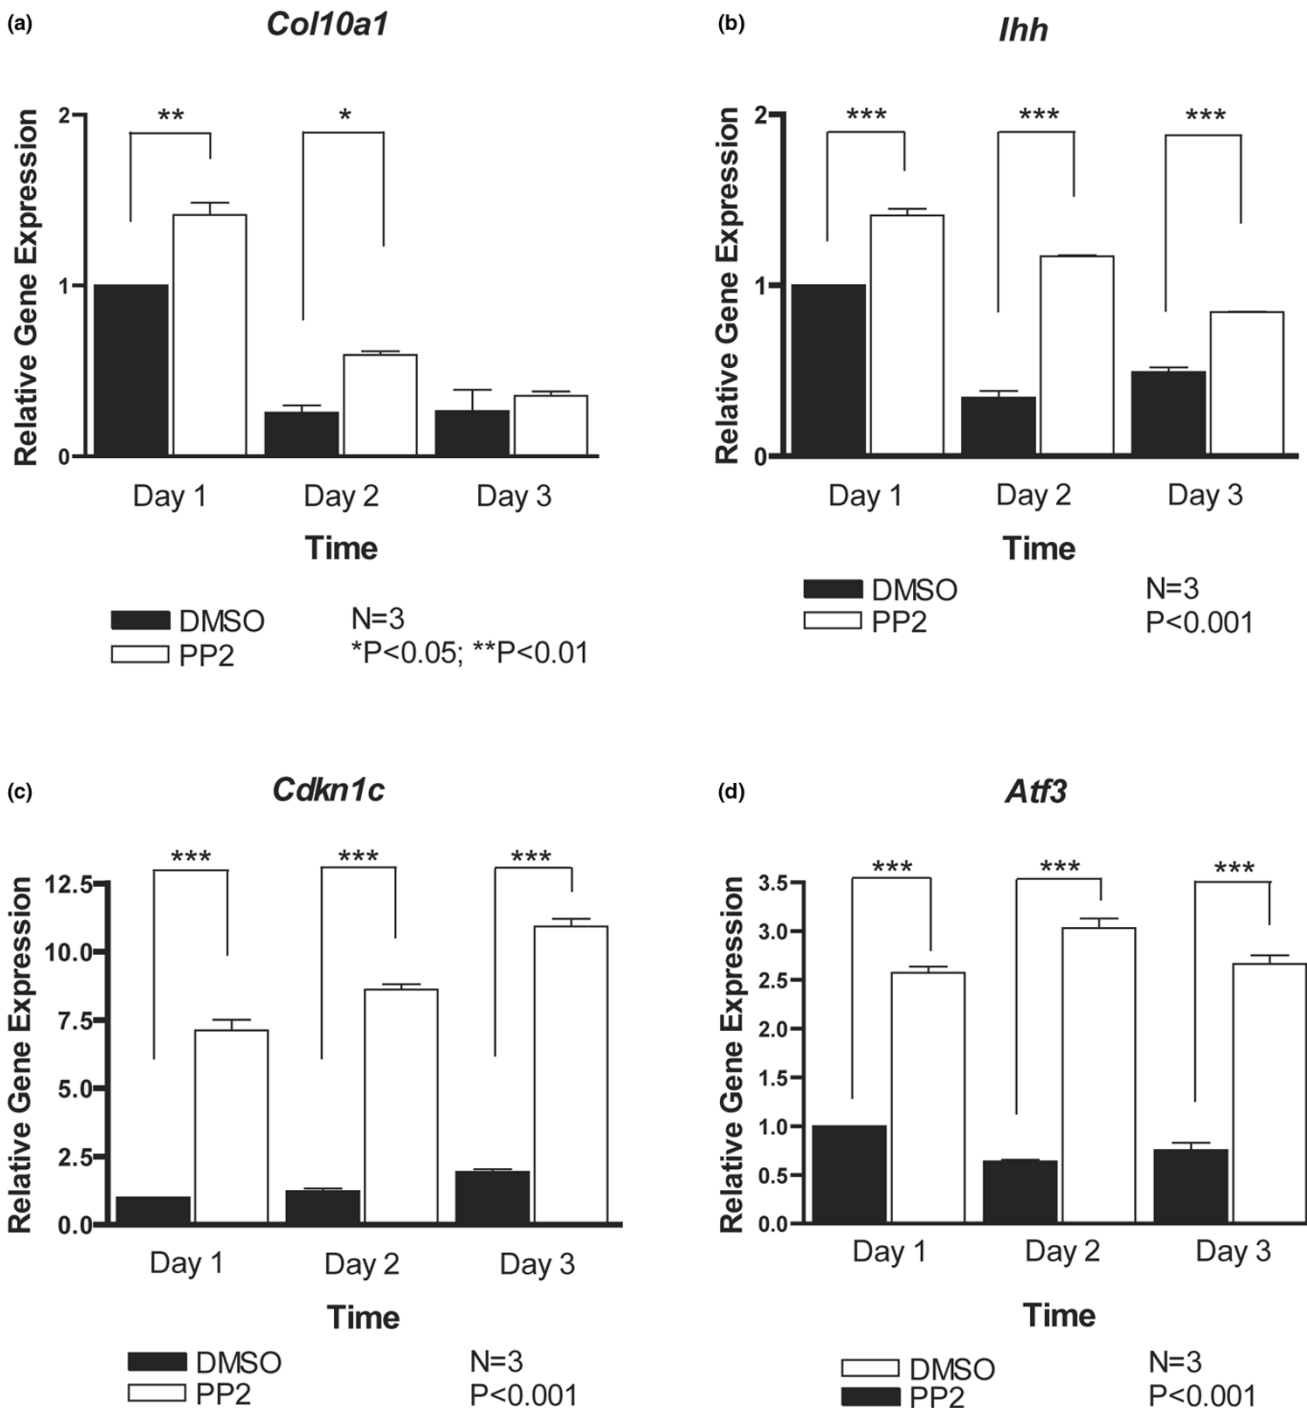 (a)
Col10a1
Relative Gene Expression
2
1
0
**
*
Day 1 Day 2 Day 3
Time
DMSO N=3
PP2 *P<0.05; **P<0.01
(b)
Ihh
Relative Gene Expression
2
1
0
***
***
***
Day 1 Day 2 Day 3
Time
DMSO N=3
PP2 P<0.001
(c)
Cdkn1c
Relative Gene Expression
12.5
10.0
7.5
5.0
2.5
0.0
***
***
***
Day 1 Day 2 Day 3
Time
DMSO N=3
PP2 P<0.001
(d)
Atf3
Relative Gene Expression
3.5
3.0
2.5
2.0
1.5
1.0
0.5
0.0
***
***
***
Day 1 Day 2 Day 3
Time
DMSO N=3
PP2 P<0.001